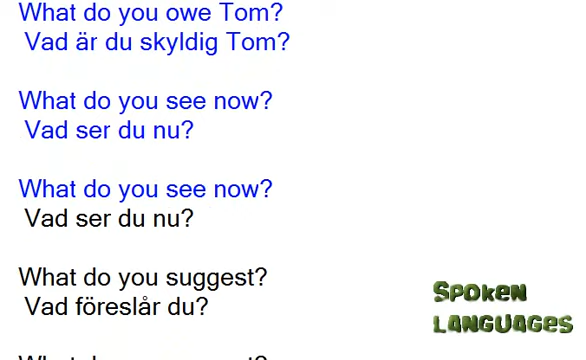 What do you owe Tom?
Vad är du skyldig Tom?
What do you see now?
Vad ser du nu?
What do you see now?
Vad ser du nu?
What do you suggest?
Vad föreslår du?
Spoken
Languages